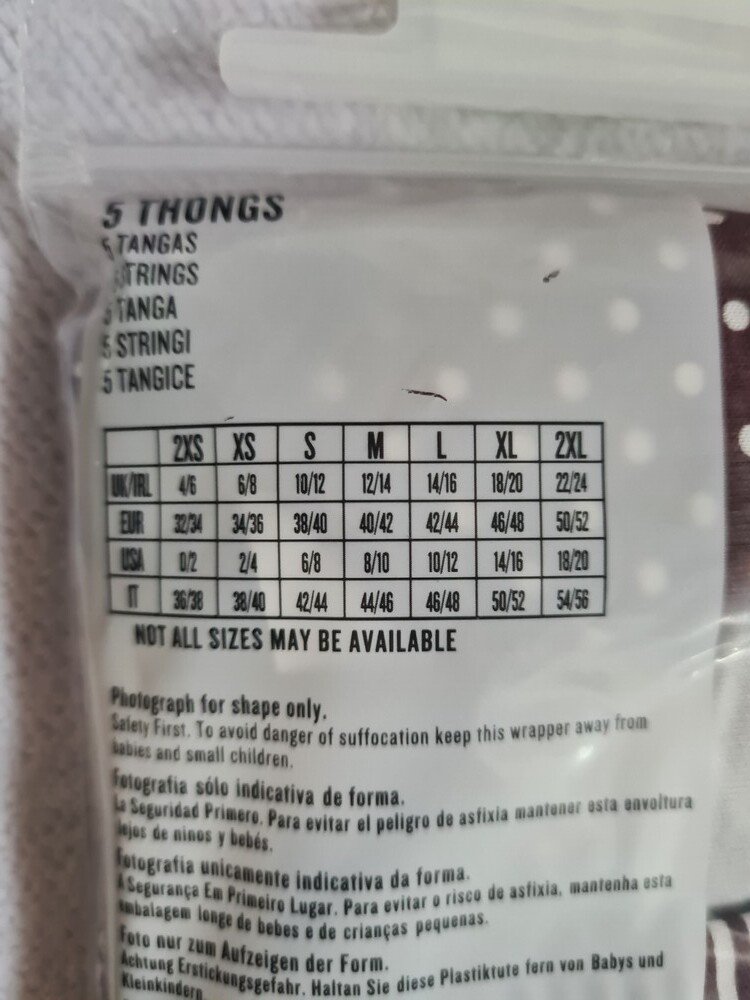 5 THONGS
5 TANGAS
5 STRINGS
5 TANGA
5 STRINGI
5 TANGICE
2XS XS S M L XL 2XL
UK/IRL 4/6 6/8 10/12 12/14 14/16 18/20 22/24
EUR 32/34 34/36 38/40 40/42 42/44 46/48 50/52
USA 0/2 2/4 6/8 8/10 10/12 14/16 18/20
IT 36/38 38/40 42/44 44/46 46/48 50/52 54/56
NOT ALL SIZES MAY BE AVAILABLE
Photograph for shape only.
Safety First. To avoid danger of suffocation keep this wrapper away from
babies and small children.
Fotografia sólo indicativa de forma.
La Seguridad Primero. Para evitar el peligro de asfixia mantener esta envoltura
lejos de ninos y bebés.
Fotografia unicamente indicativa da forma.
A Segurança Em Primeiro Lugar. Para evitar o risco de asfixia, mantenha esta
embalagem longe de bebes e de crianças pequenas.
Foto nur zum Aufzeigen der Form.
Achtung Erstickungsgefahr. Haltan Sie diese Plastiktute fern von Babys und
Kleinkindern.